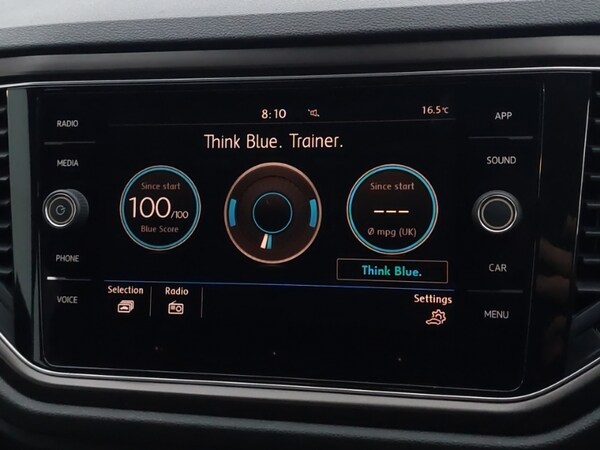 8:10 16.5°C
Think Blue. Trainer.
RADIO
MEDIA
PHONE
VOICE
Since start
100/100
Blue Score
Since start
---
Ø mpg (UK)
Think Blue.
Selection
Radio
Settings
APP
SOUND
CAR
MENU